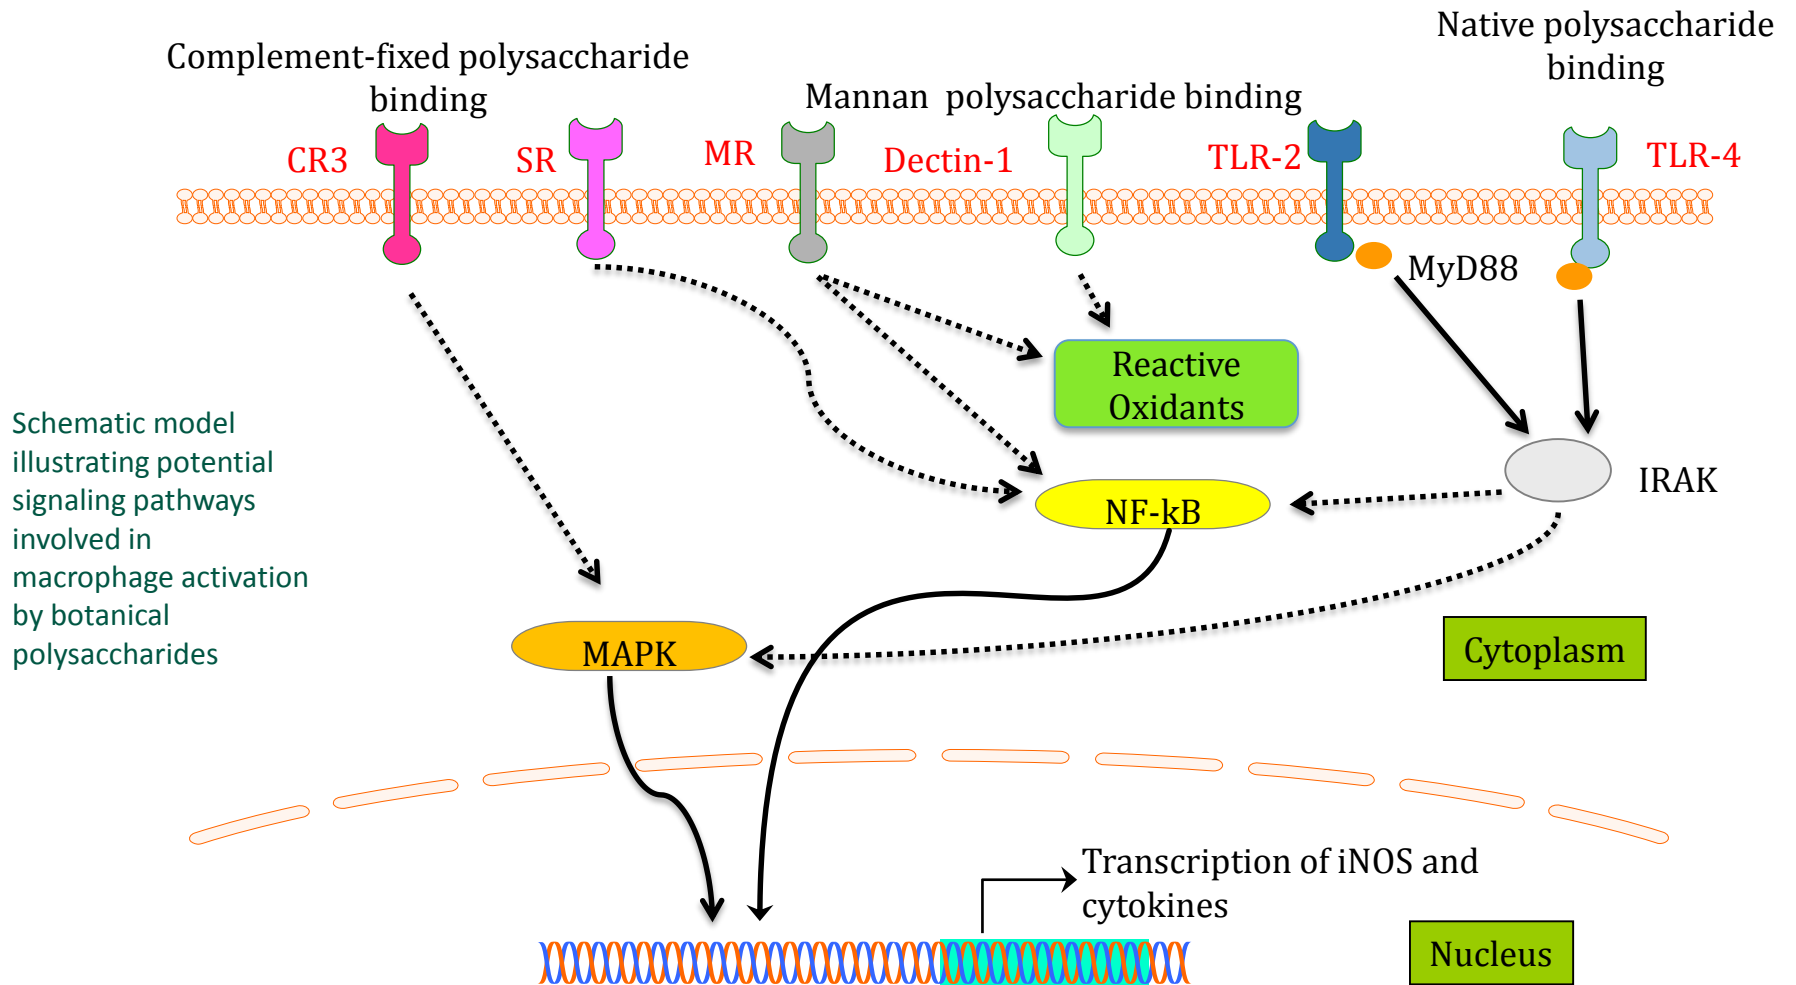 Native polysaccharide
binding
Complement-fixed polysaccharide
binding
Mannan polysaccharide binding
CR3
SR
MR
Dectin-1
TLR-2
TLR-4
MyD88
Reactive
Oxidants
Schematic model
illustrating potential
signaling pathways
involved in
macrophage activation
by botanical
polysaccharides
IRAK
NF-kB
MAPK
Cytoplasm
Transcription of iNOS and
cytokines
Nucleus